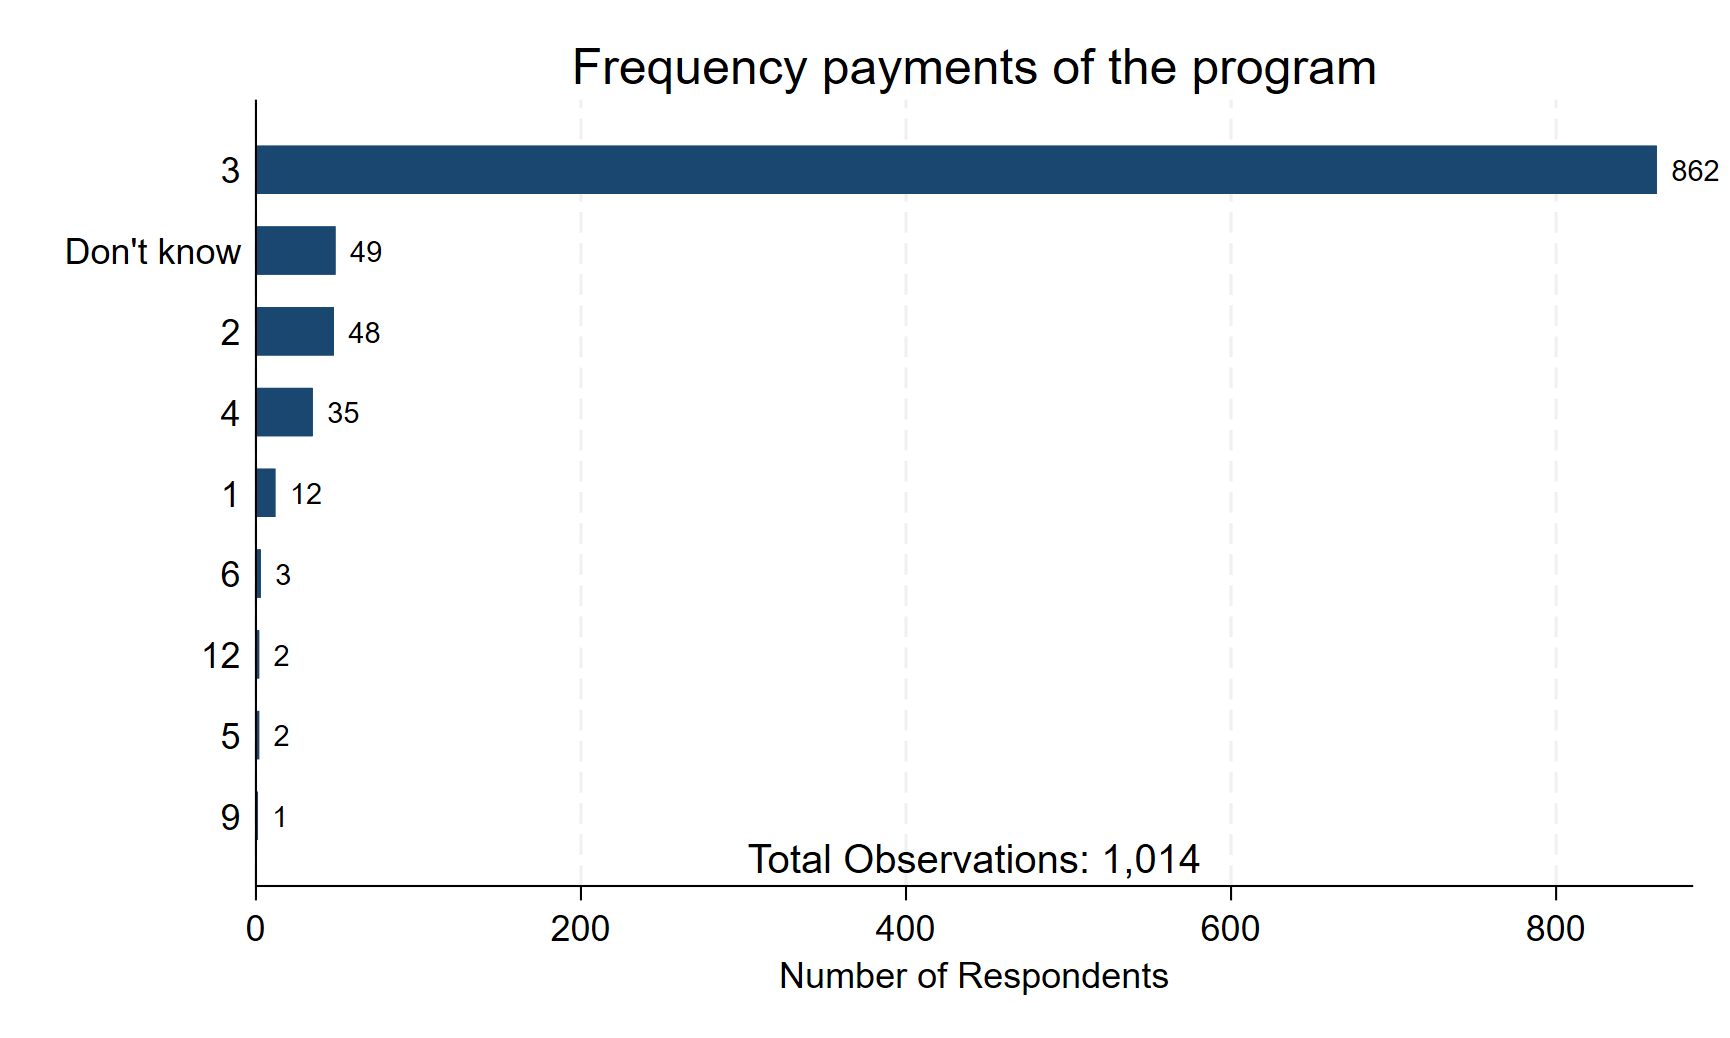 Frequency payments of the program
3 862
Don't know 49
2 48
4 35
1 12
6 3
12 2
5 2
9 1
Total Observations: 1,014
0 200 400 600 800
Number of Respondents